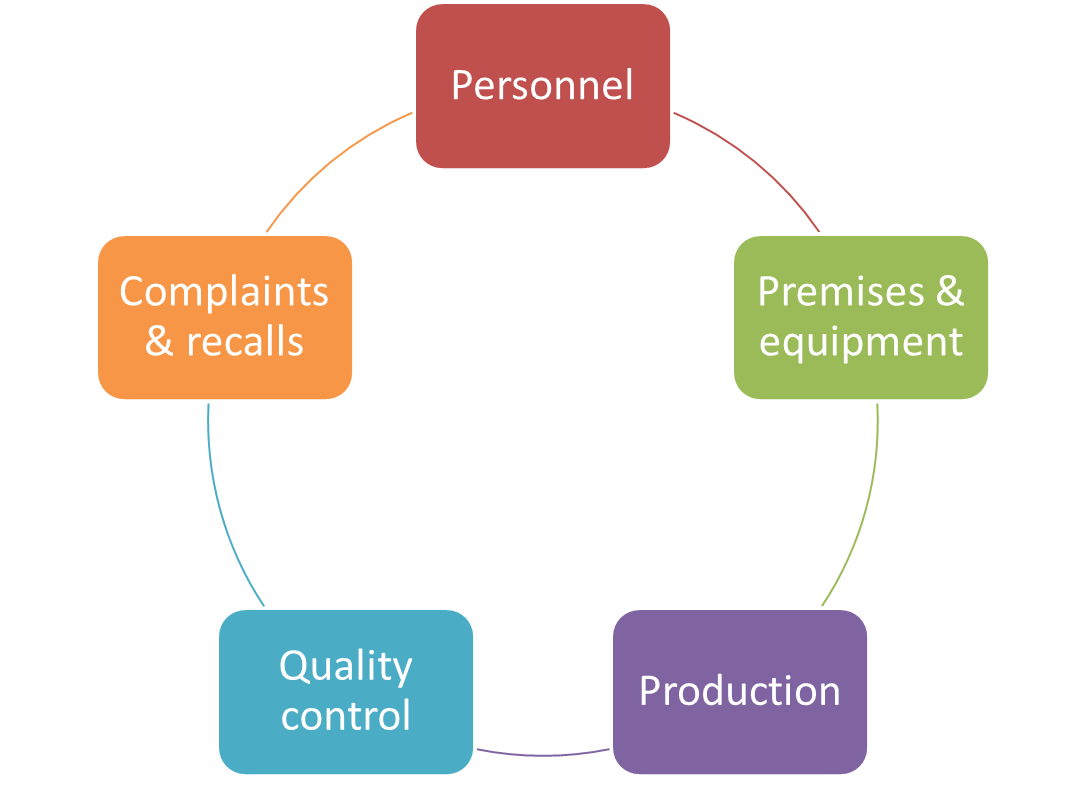 Personnel
Premises &
equipment
Production
Quality
control
Complaints
& recalls